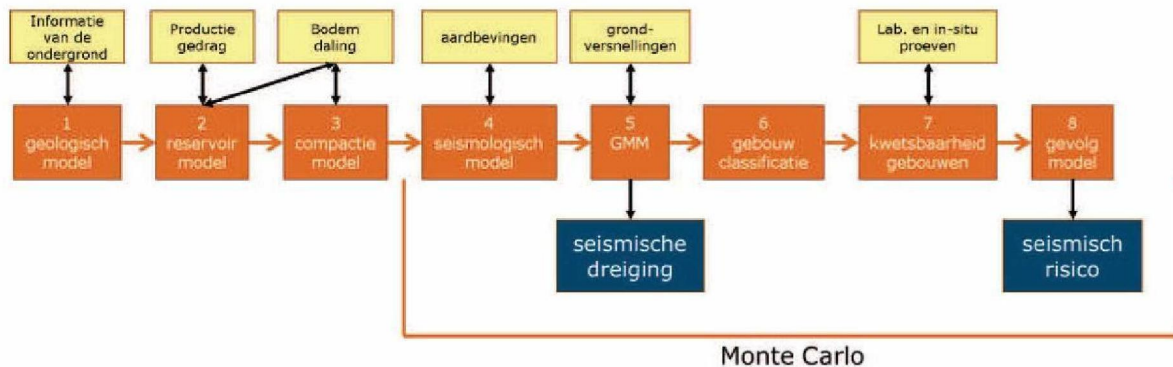 Informatie
van de
ondergrond
Productie
gedrag
Bodem
daling
aardbevingen
grond-
versnellingen
Lab. en in-situ
proeven
1
geologisch
model
2
reservoir
model
3
compactie
model
4
seismologisch
model
5
GMM
6
gebouw
classificatie
7
kwetsbaarheid
gebouwen
8
gevolg
model
seismische
dreiging
seismisch
risico
Monte Carlo